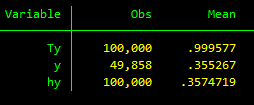 Variable Obs Mean
Ty 100,000 .999577
y 49,858 .355267
hy 100,000 .3574719